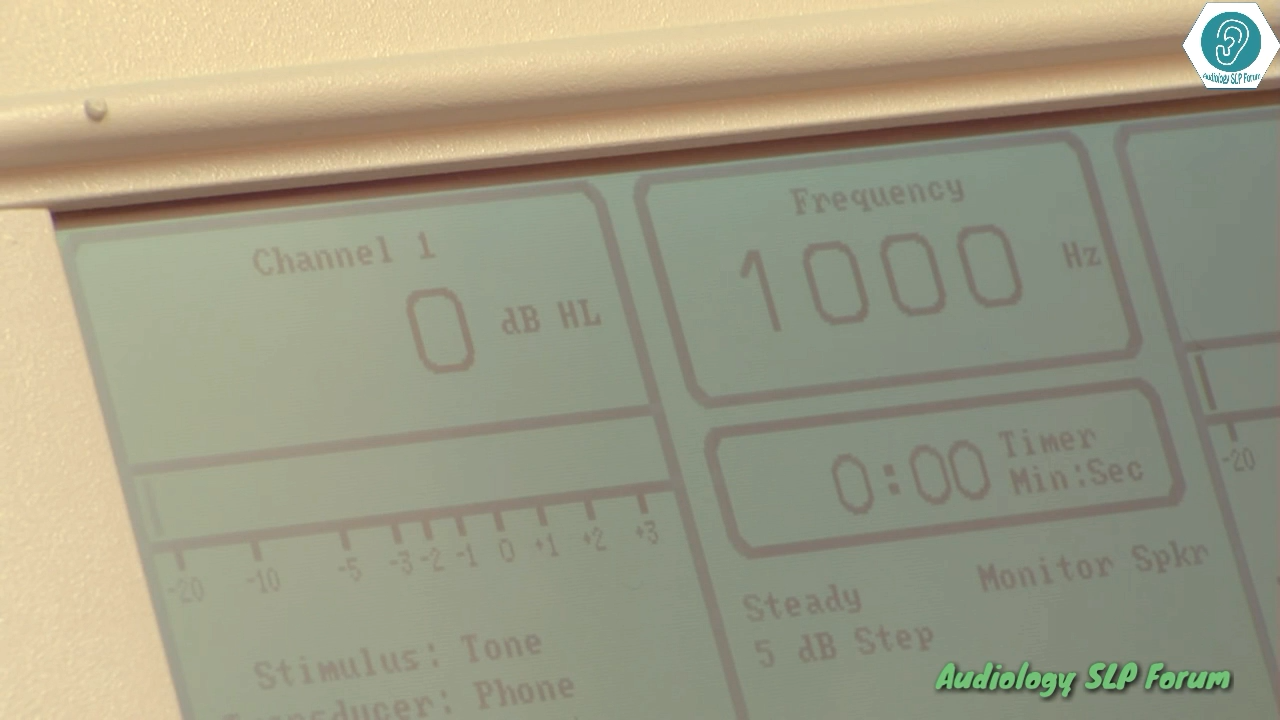 Audiology SLP Forum
Channel 1
0 dB HL
Frequency
1000 Hz
0:00 Timer
Min:Sec
-20 -10 -5 -3 -2 -1 0 +1 +2 +3
-20
Steady Monitor Spkr
5 dB Step
Stimulus: Tone
Transducer: Phone
Audiology SLP Forum